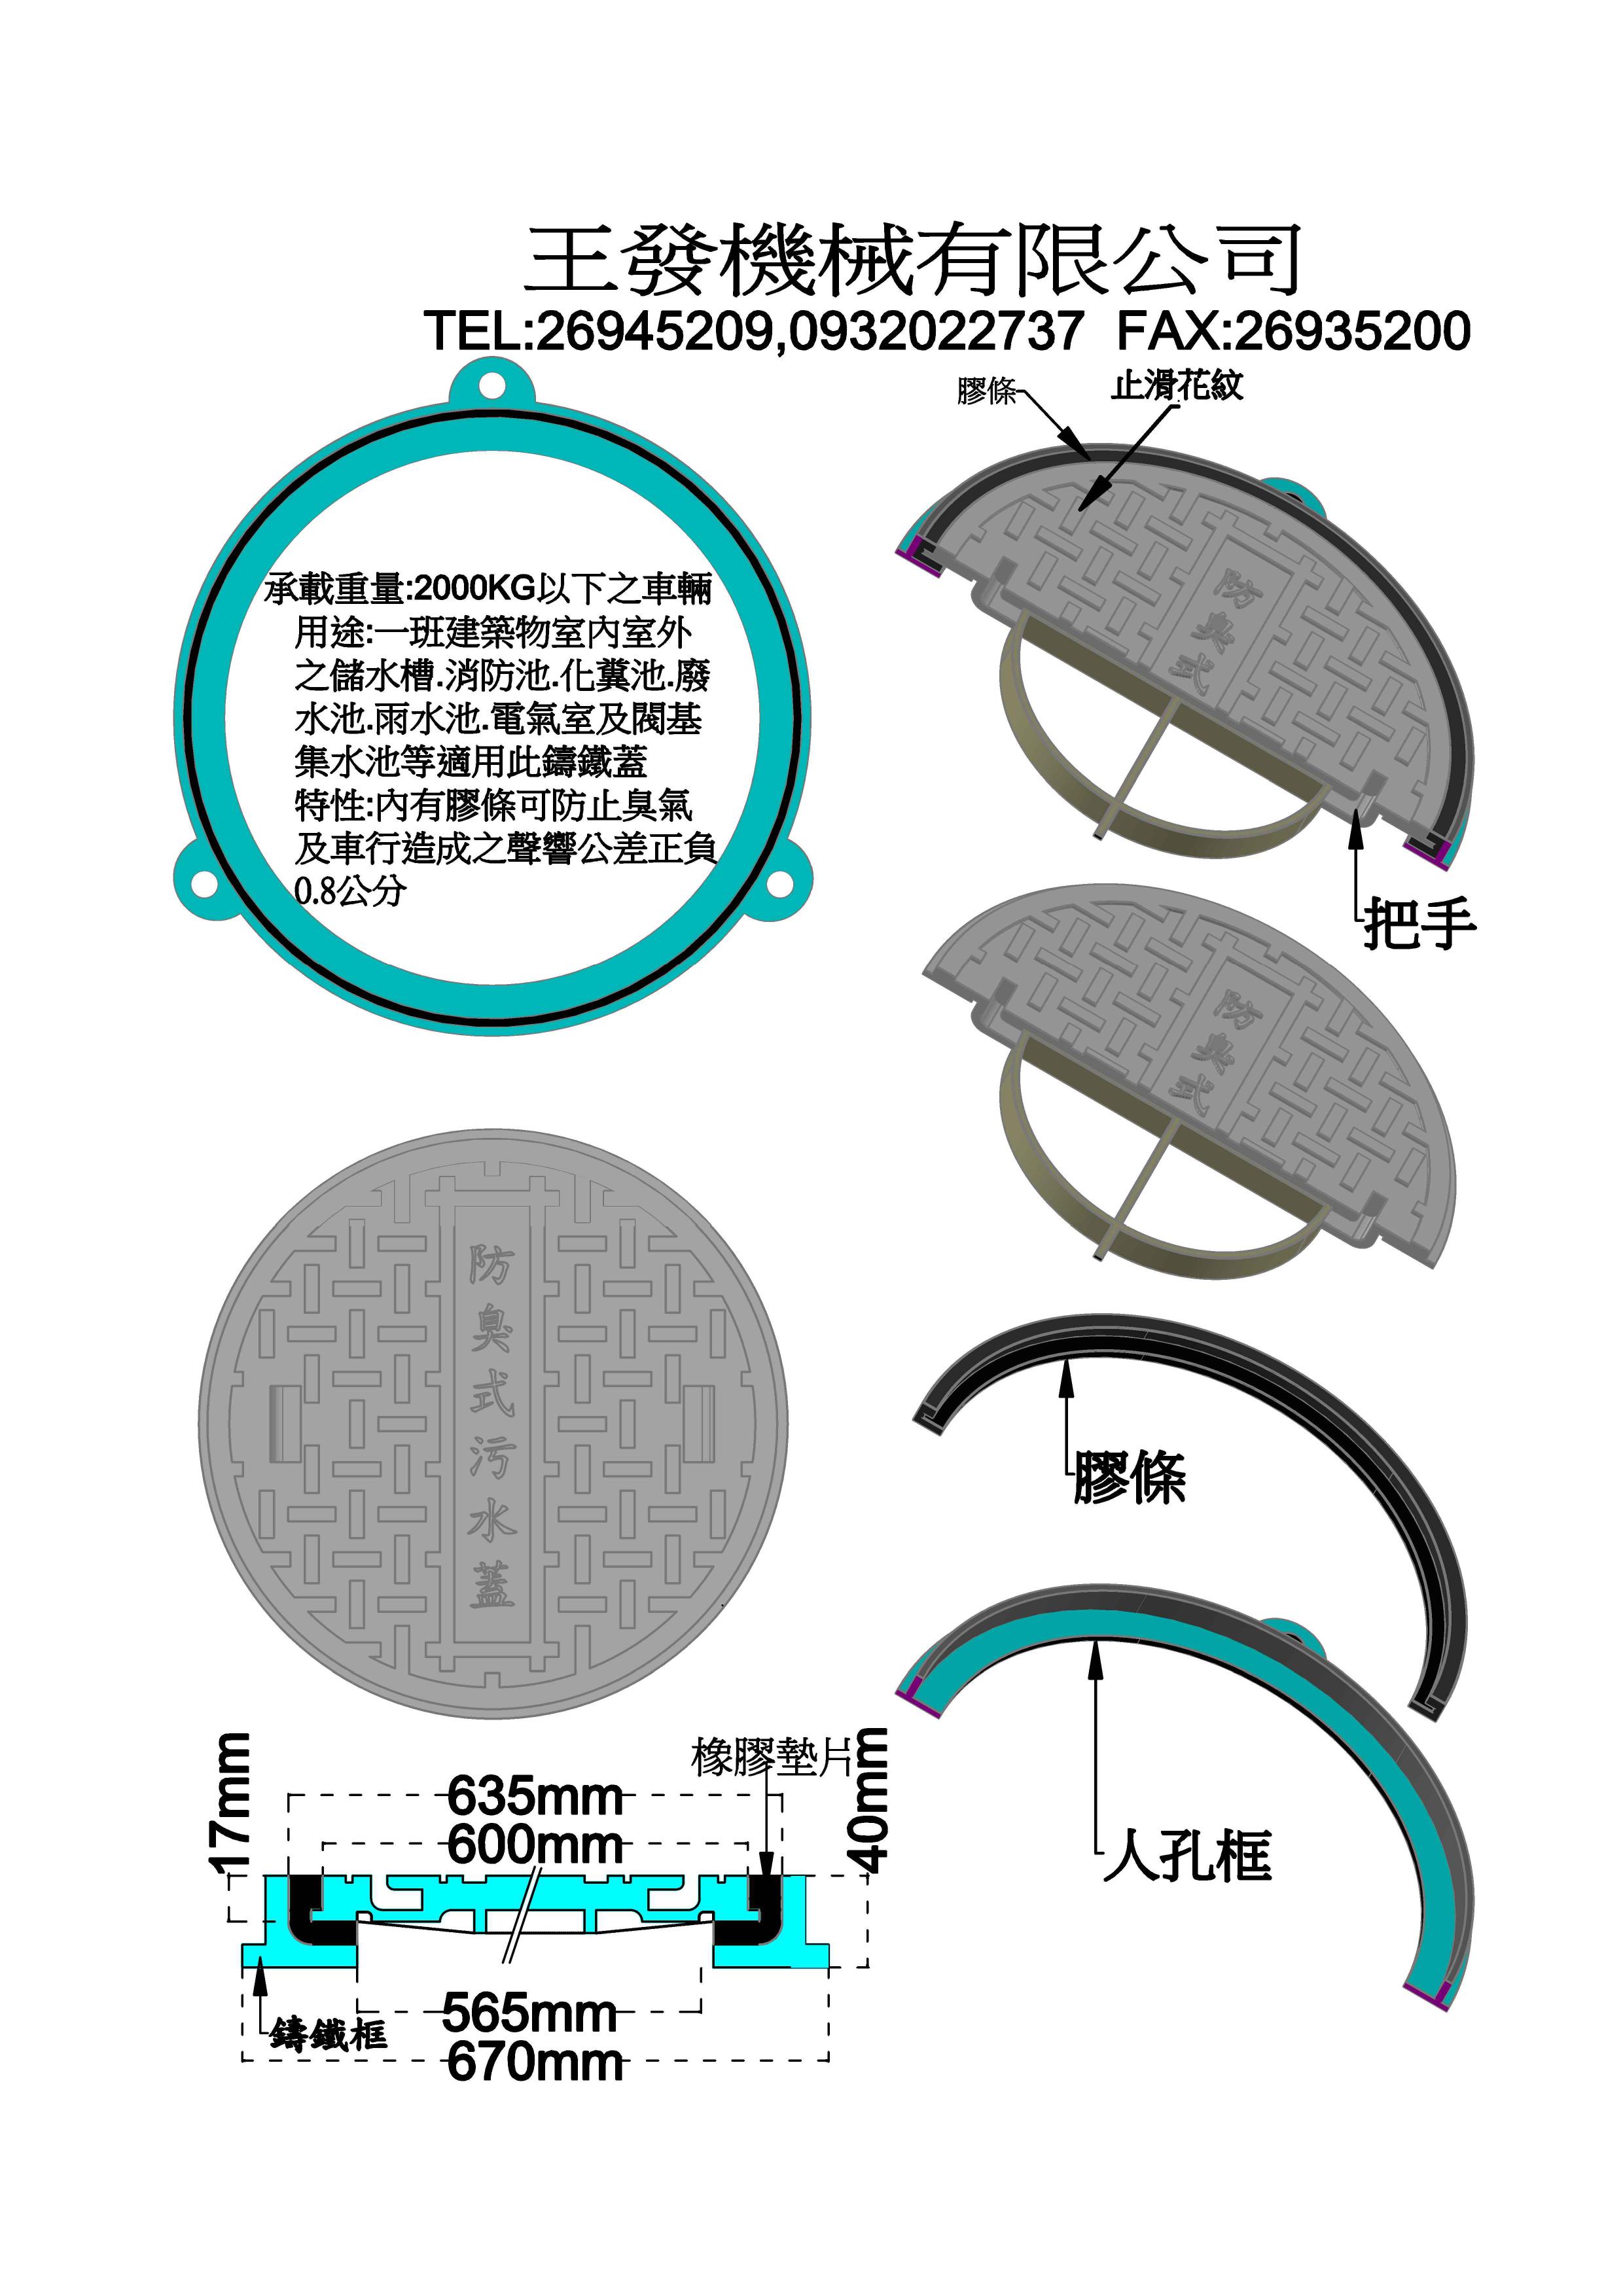 王發機械有限公司
TEL:26945209,0932022737 FAX:26935200
膠條
止滑花紋
承載重量:2000KG以下之車輛
用途:一班建築物室內室外
之儲水槽.消防池.化糞池.廢
水池.雨水池.電氣室及閥基
集水池等適用此鑄鐵蓋
特性:內有膠條可防止臭氣
及車行造成之聲響公差正負
0.8公分
防臭式
把手
防臭式
防臭式污水蓋
膠條
人孔框
17mm
635mm
600mm
橡膠墊片
40mm
565mm
670mm
鑄鐵框